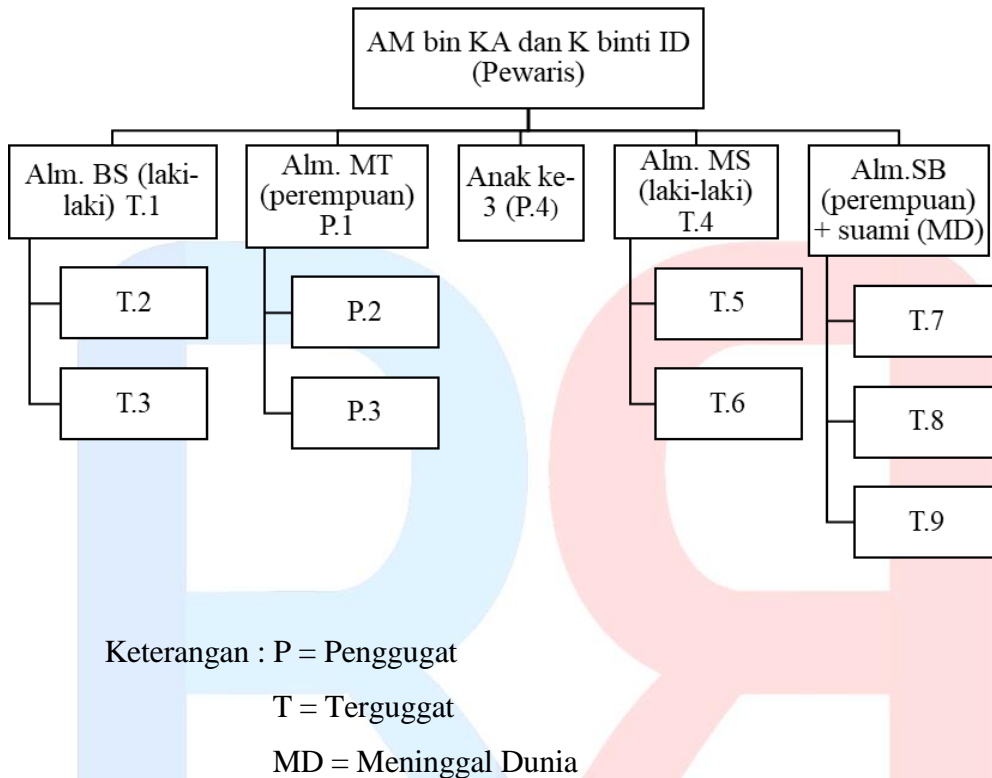 AM bin KA dan K binti ID
(Pewaris)
Alm. BS (laki-
laki) T.1
Alm. MT
(perempuan)
P.1
Anak ke-
3 (P.4)
Alm. MS
(laki-laki)
T.4
Alm.SB
(perempuan)
+ suami (MD)
T.2
T.3
P.2
P.3
T.5
T.6
T.7
T.8
T.9
Keterangan : P = Penggugat
T = Terguggat
MD = Meninggal Dunia